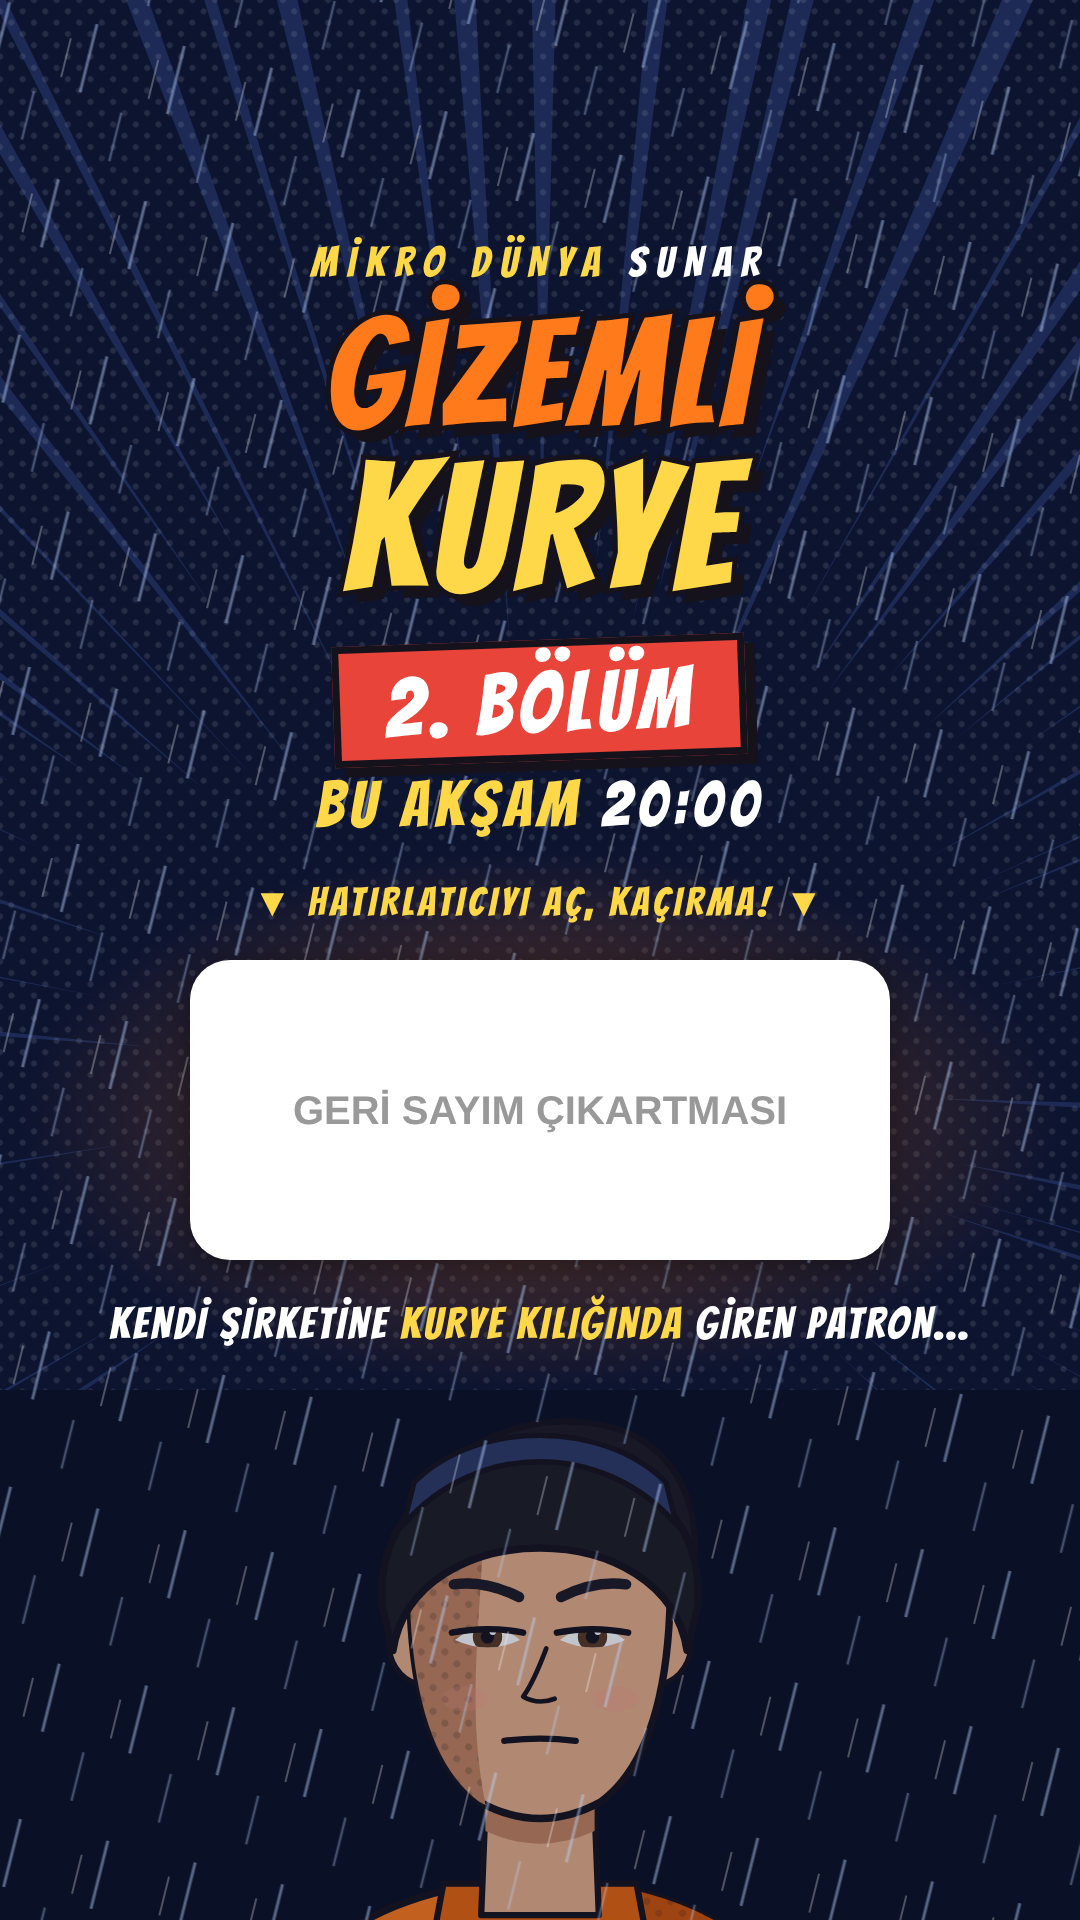 MİKRO DÜNYA SUNAR
GİZEMLİ
KURYE
2. BÖLÜM
BU AKŞAM 20:00
▼ HATIRLATICIYI AÇ, KAÇIRMA! ▼
GERİ SAYIM ÇIKARTMASI
KENDİ ŞİRKETİNE KURYE KILIĞINDA GİREN PATRON...